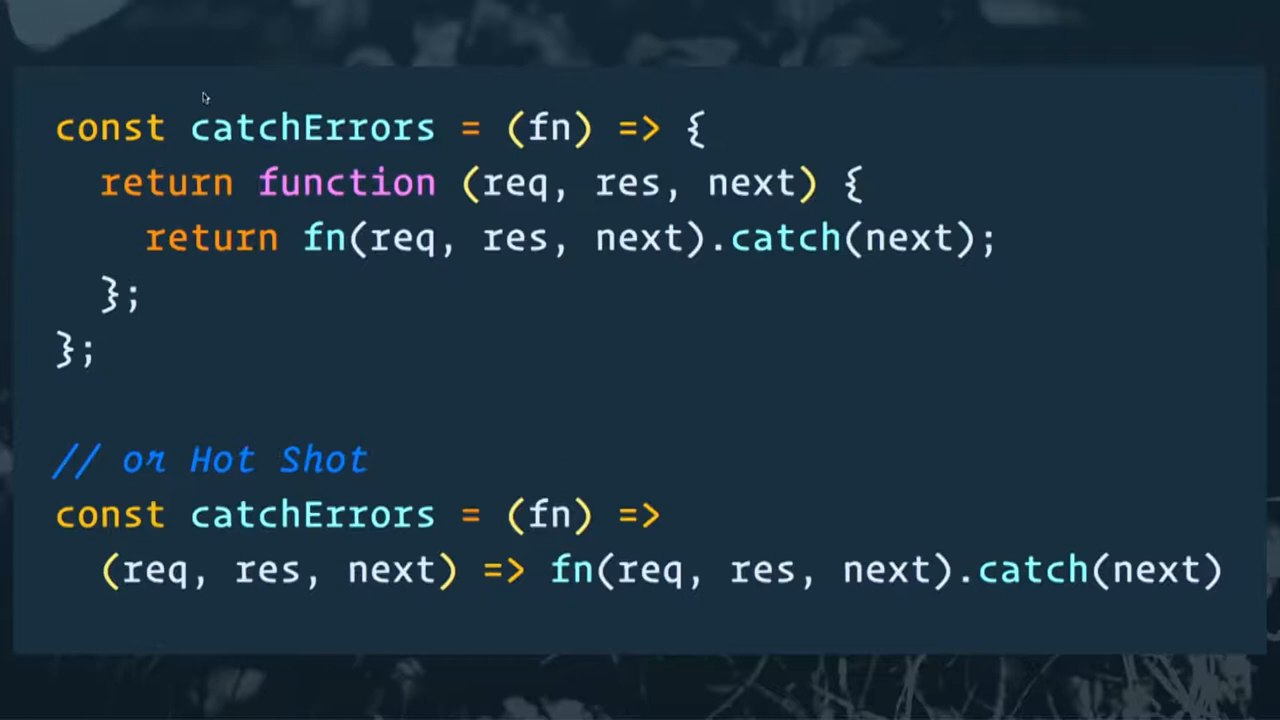 const catchErrors = (fn) => {
  return function (req, res, next) {
    return fn(req, res, next).catch(next);
  };
};
// or Hot Shot
const catchErrors = (fn) =>
  (req, res, next) => fn(req, res, next).catch(next)